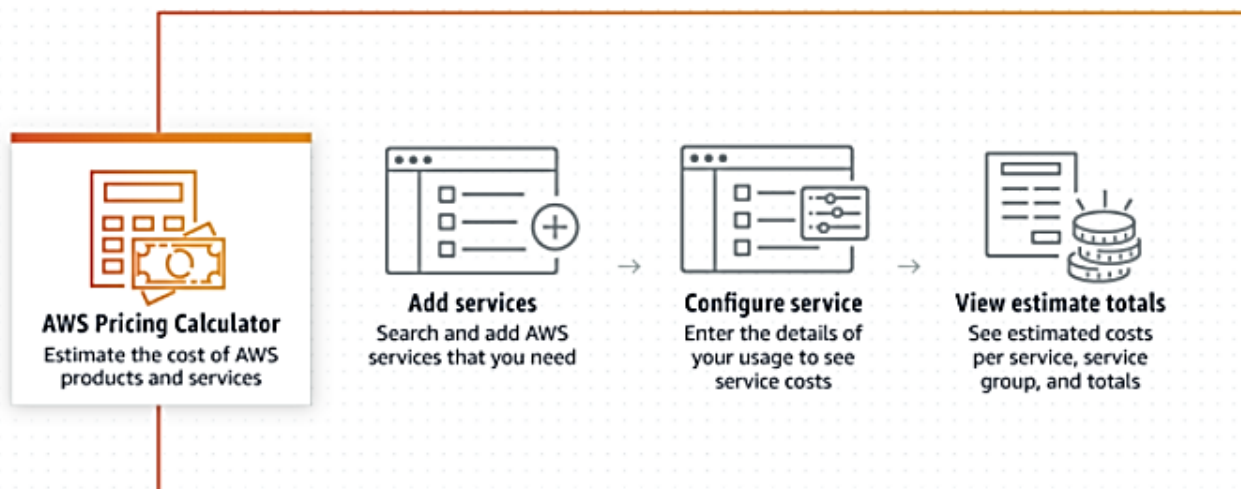 AWS Pricing Calculator
Estimate the cost of AWS
products and services
Add services
Search and add AWS
services that you need
Configure service
Enter the details of
your usage to see
service costs
View estimate totals
See estimated costs
per service, service
group, and totals